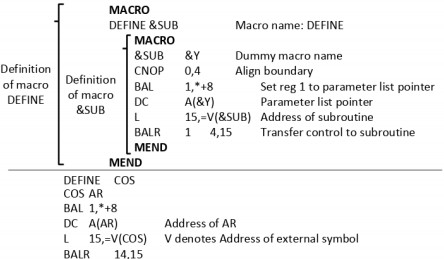 MACRO
DEFINE &SUB Macro name: DEFINE
MACRO
&SUB &Y Dummy macro name
CNOP 0,4 Align boundary
BAL 1,*+8 Set reg 1 to parameter list pointer
DC A(&Y) Parameter list pointer
L 15,=V(&SUB) Address of subroutine
BALR 1 4,15 Transfer control to subroutine
MEND
MEND
Definition
of macro
DEFINE
Definition
of macro
&SUB
DEFINE COS
COS AR
BAL 1,*+8
DC A(AR) Address of AR
L 15,=V(COS) V denotes Address of external symbol
BALR 14,15